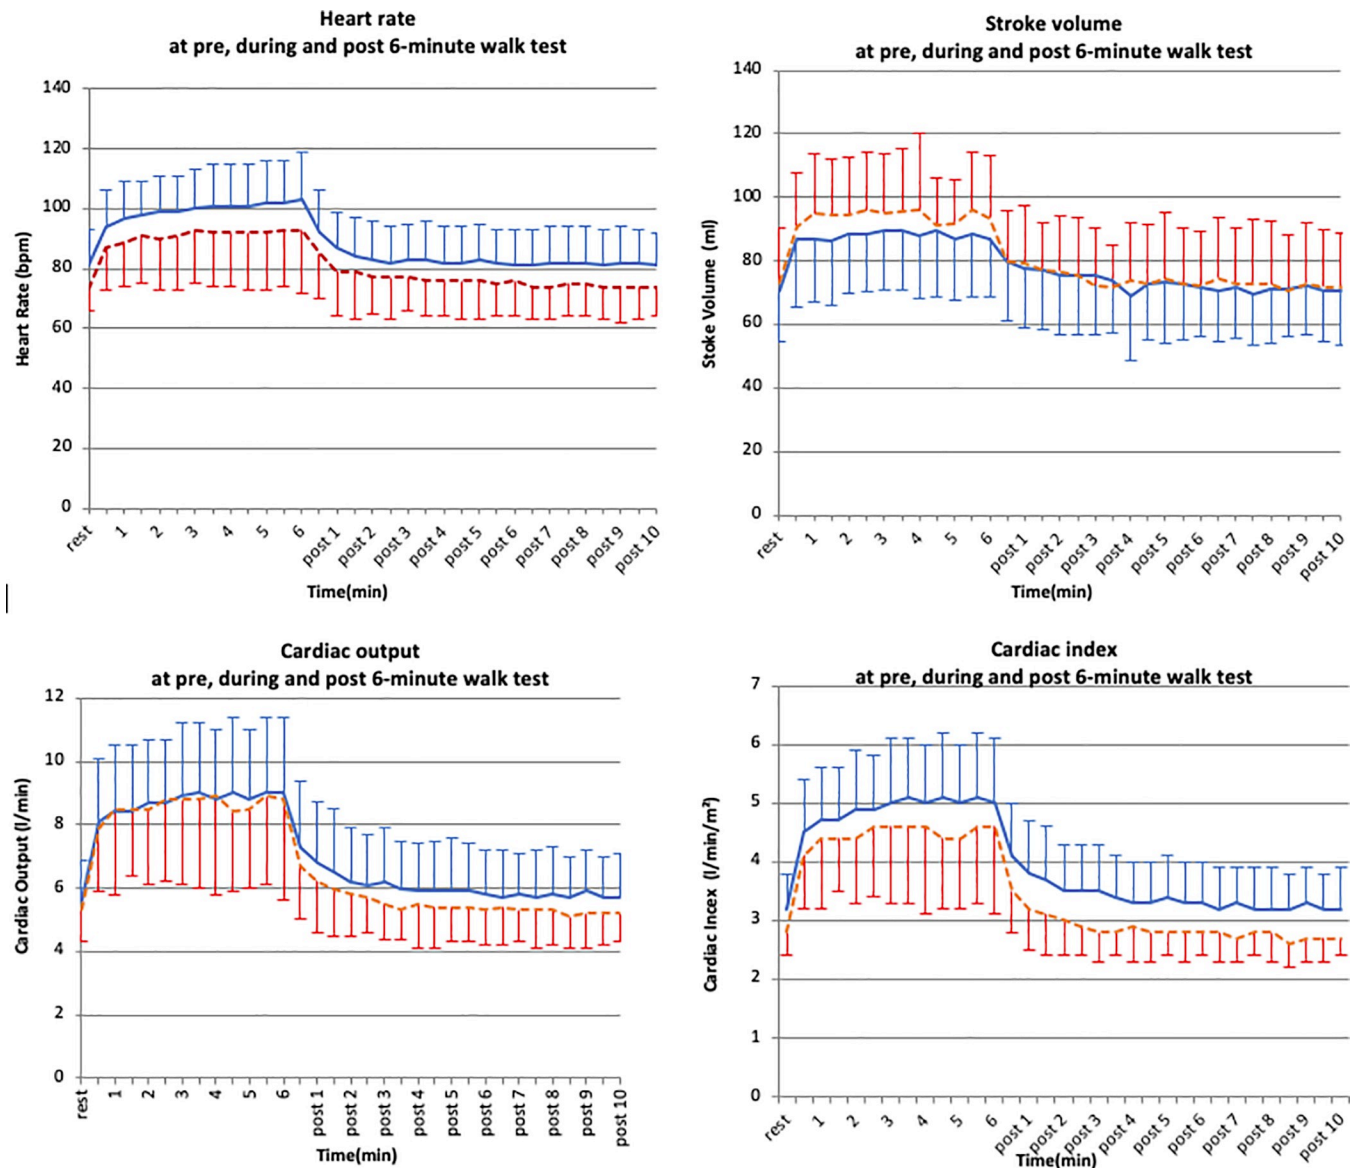 Heart rate
at pre, during and post 6-minute walk test
Heart Rate (bpm)
140
120
100
80
60
40
20
0
rest
1
2
3
4
5
6
post 1
post 2
post 3
post 4
post 5
post 6
post 7
post 8
post 9
post 10
Time(min)
Stroke volume
at pre, during and post 6-minute walk test
Stoke Volume (ml)
140
120
100
80
60
40
20
0
rest
1
2
3
4
5
6
post 1
post 2
post 3
post 4
post 5
post 6
post 7
post 8
post 9
post 10
Time(min)
Cardiac output
at pre, during and post 6-minute walk test
Cardiac Output (l/min)
12
10
8
6
4
2
0
rest
1
2
3
4
5
6
post 1
post 2
post 3
post 4
post 5
post 6
post 7
post 8
post 9
post 10
Time(min)
Cardiac index
at pre, during and post 6-minute walk test
Cardiac Incex (l/min/m²)
7
6
5
4
3
2
1
0
rest
1
2
3
4
5
6
post 1
post 2
post 3
post 4
post 5
post 6
post 7
post 8
post 9
post 10
Time(min)